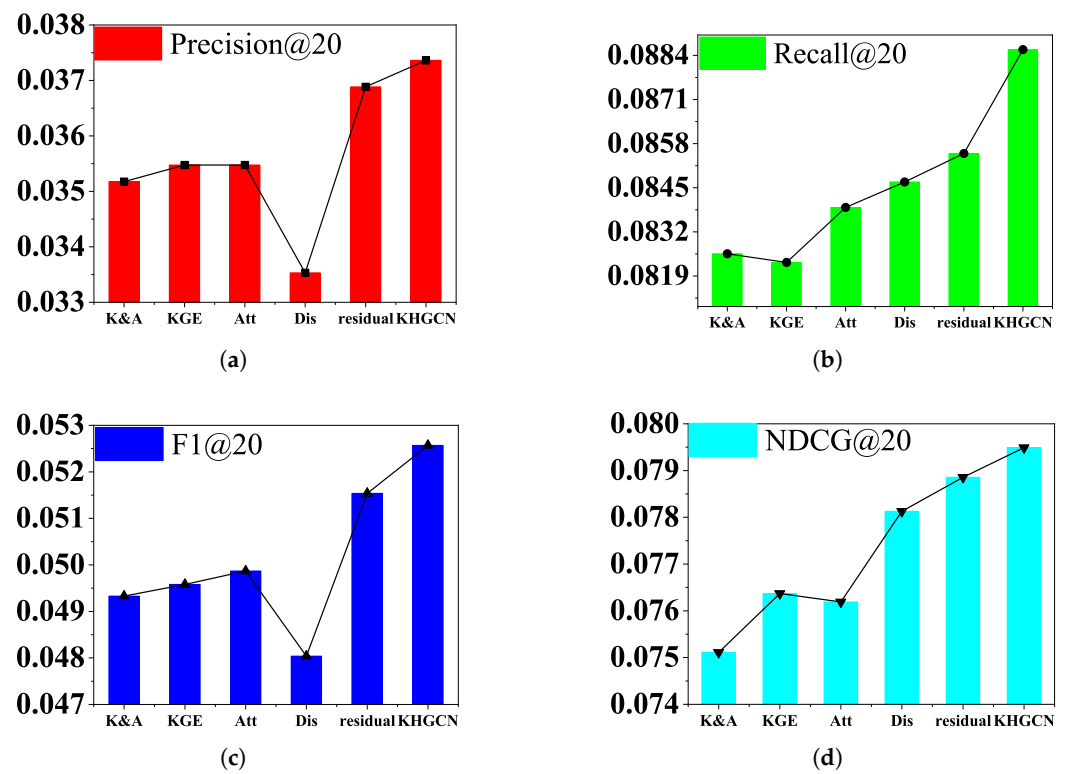 Precision@20
0.038
0.037
0.036
0.035
0.034
0.033
K&A KGE Att Dis residual KHGCN
(a)
Recall@20
0.0884
0.0871
0.0858
0.0845
0.0832
0.0819
K&A KGE Att Dis residual KHGCN
(b)
F1@20
0.053
0.052
0.051
0.050
0.049
0.048
0.047
K&A KGE Att Dis residual KHGCN
(c)
NDCG@20
0.080
0.079
0.078
0.077
0.076
0.075
0.074
K&A KGE Att Dis residual KHGCN
(d)